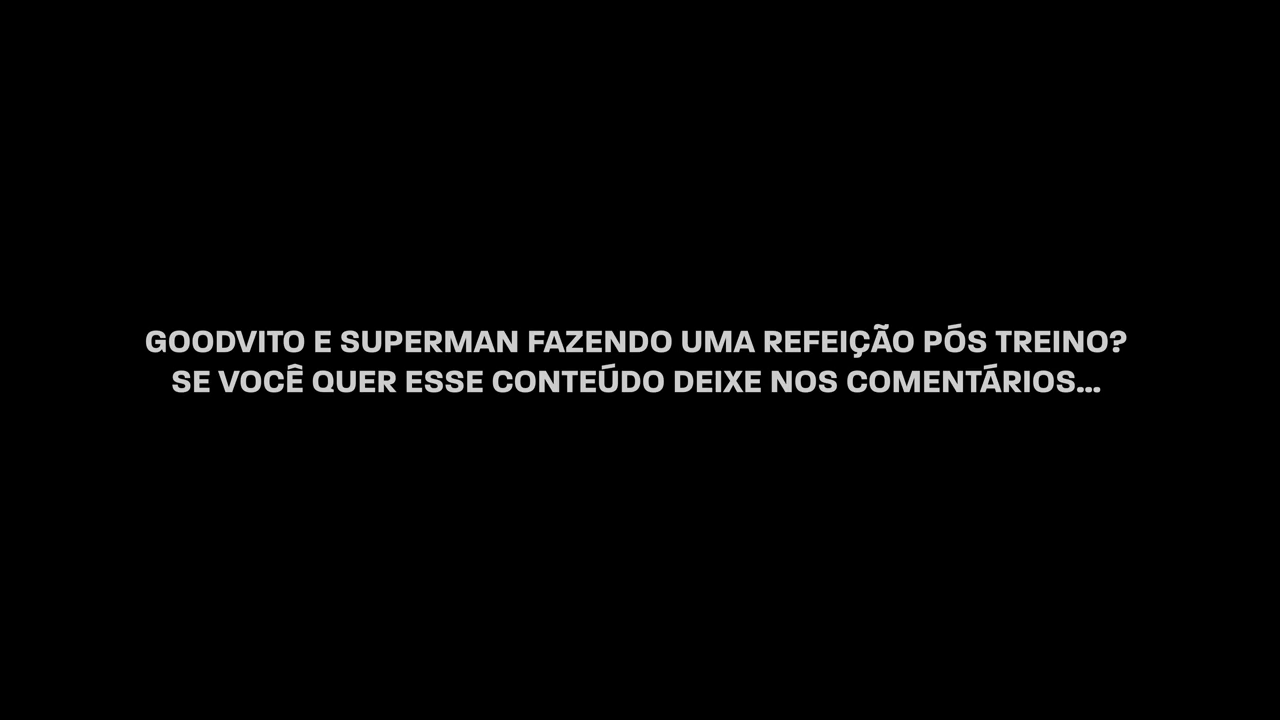 GOODVITO E SUPERMAN FAZENDO UMA REFEIÇÃO PÓS TREINO?
SE VOCÊ QUER ESSE CONTEÚDO DEIXE NOS COMENTÁRIOS...